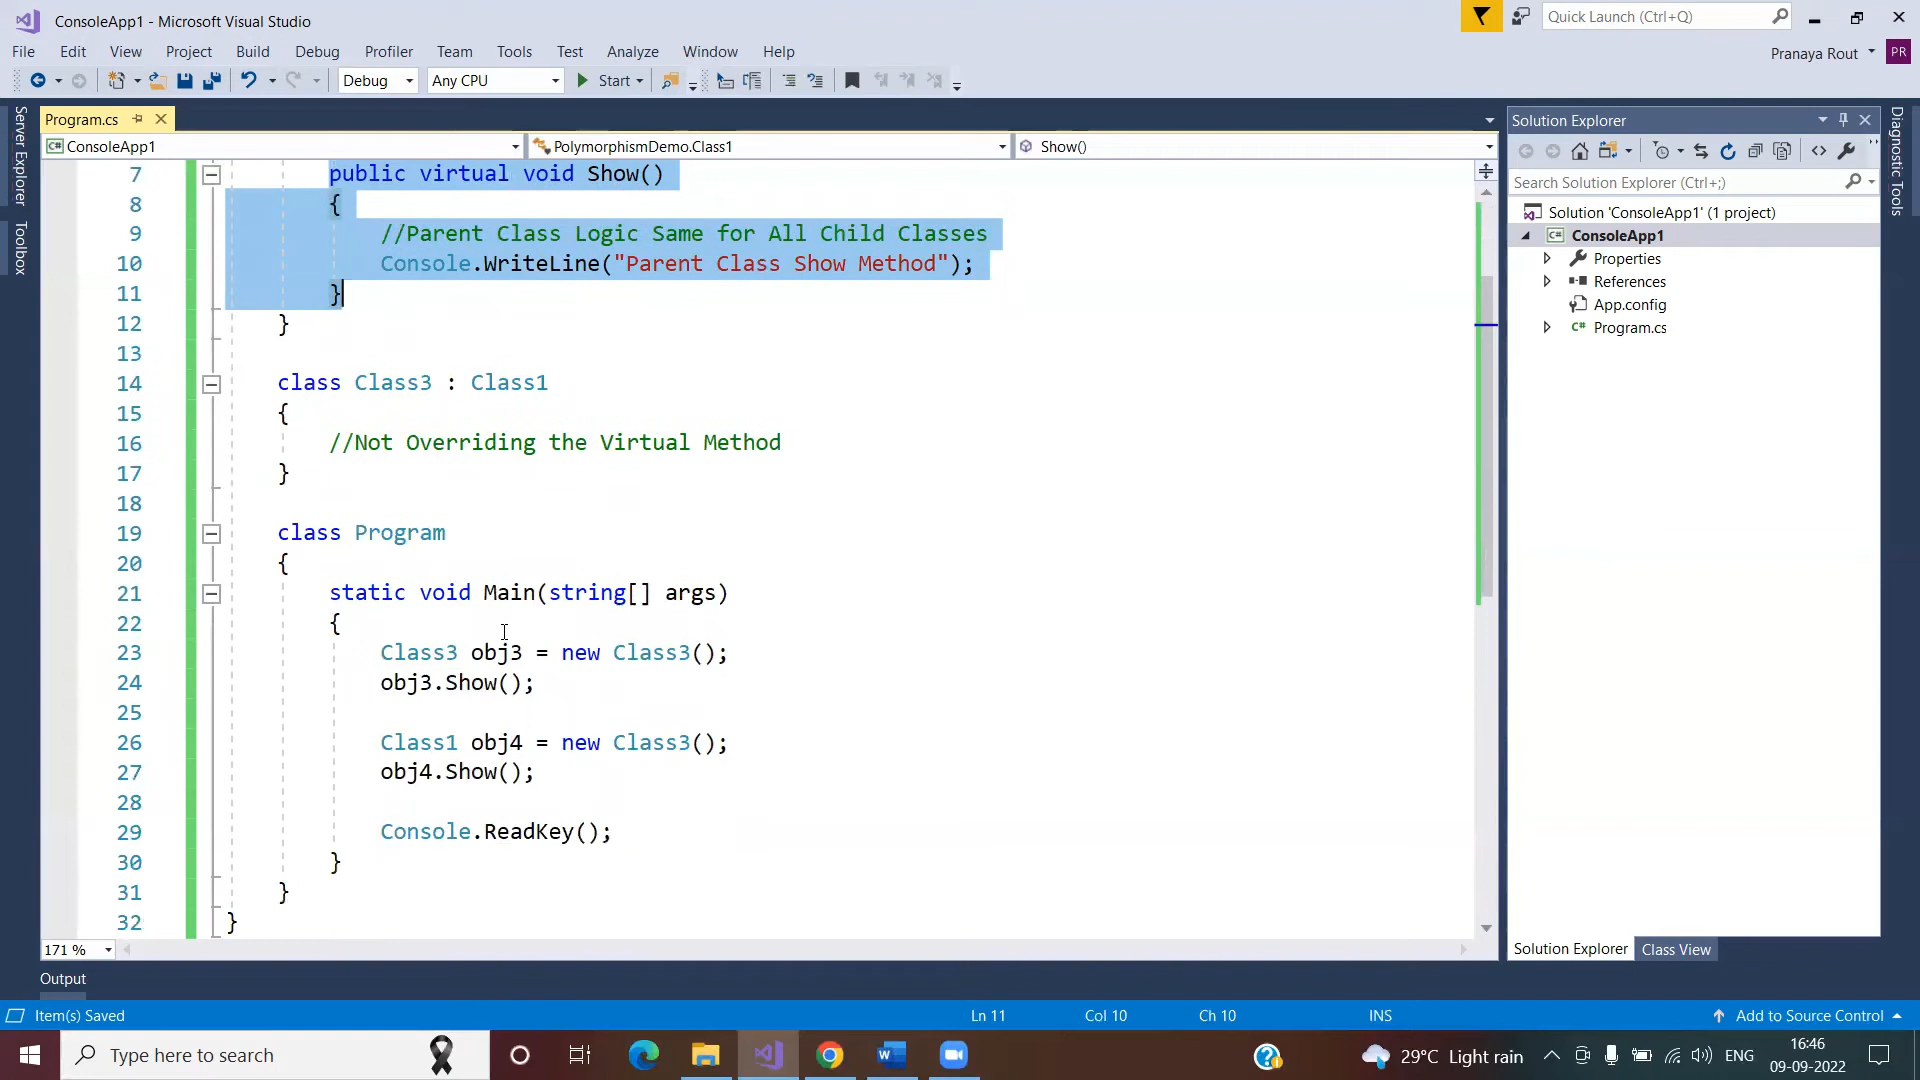 ConsoleApp1 - Microsoft Visual Studio
Quick Launch (Ctrl+Q)
File Edit View Project Build Debug Profiler Team Tools Test Analyze Window Help
Pranaya Rout PR
Debug Any CPU Start
Server Explorer
Toolbox
Program.cs
ConsoleApp1 PolymorphismDemo.Class1 Show()
7 public virtual void Show()
8 {
9 //Parent Class Logic Same for All Child Classes
10 Console.WriteLine("Parent Class Show Method");
11 }
12 }
13
14 class Class3 : Class1
15 {
16 //Not Overriding the Virtual Method
17 }
18
19 class Program
20 {
21 static void Main(string[] args)
22 {
23 Class3 obj3 = new Class3();
24 obj3.Show();
25
26 Class1 obj4 = new Class3();
27 obj4.Show();
28
29 Console.ReadKey();
30 }
31 }
32 }
171 %
Solution Explorer
Search Solution Explorer (Ctrl+;)
Solution 'ConsoleApp1' (1 project)
C# ConsoleApp1
Properties
References
App.config
C# Program.cs
Solution Explorer Class View
Diagnostic Tools
Output
Item(s) Saved Ln 11 Col 10 Ch 10 INS Add to Source Control
Type here to search
29°C Light rain ENG
16:46
09-09-2022